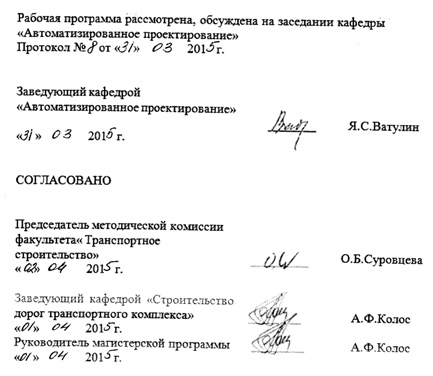 Рабочая программа рассмотрена, обсуждена на заседании кафедры
«Автоматизированное проектирование»
Протокол № 8 от «31» 03 2015 г.
Заведующий кафедрой
«Автоматизированное проектирование»
«31» 03 2015 г. Я.С.Ватулин
СОГЛАСОВАНО
Председатель методической комиссии
факультета« Транспортное
строительство» О.Б.Суровцева
« 02» 04 2015 г.
Заведующий кафедрой «Строительство
дорог транспортного комплекса»
«01» 04 2015 г. А.Ф.Колос
Руководитель магистерской программы
«01» 04 2015 г. А.Ф.Колос